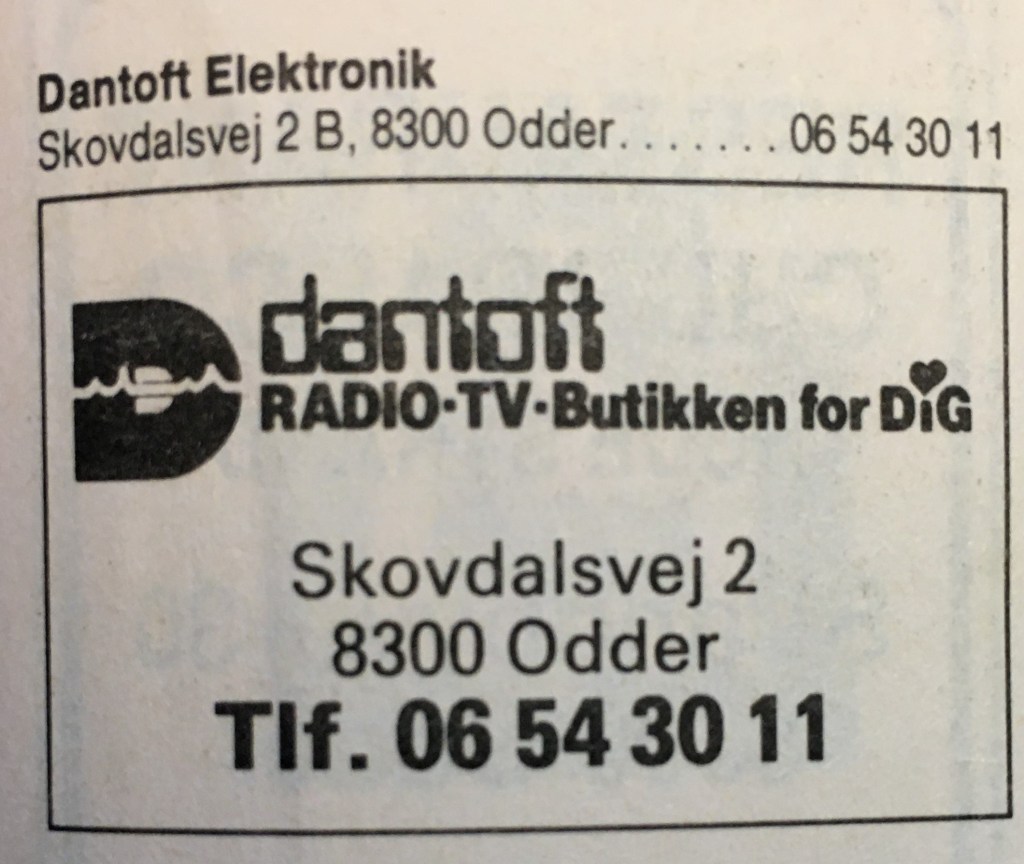 Dantoft Elektronik
Skovdalsvej 2 B, 8300 Odder....... 06 54 30 11
dantoft
RADIO·TV·Butikken for DiG
Skovdalsvej 2
8300 Odder
Tlf. 06 54 30 11